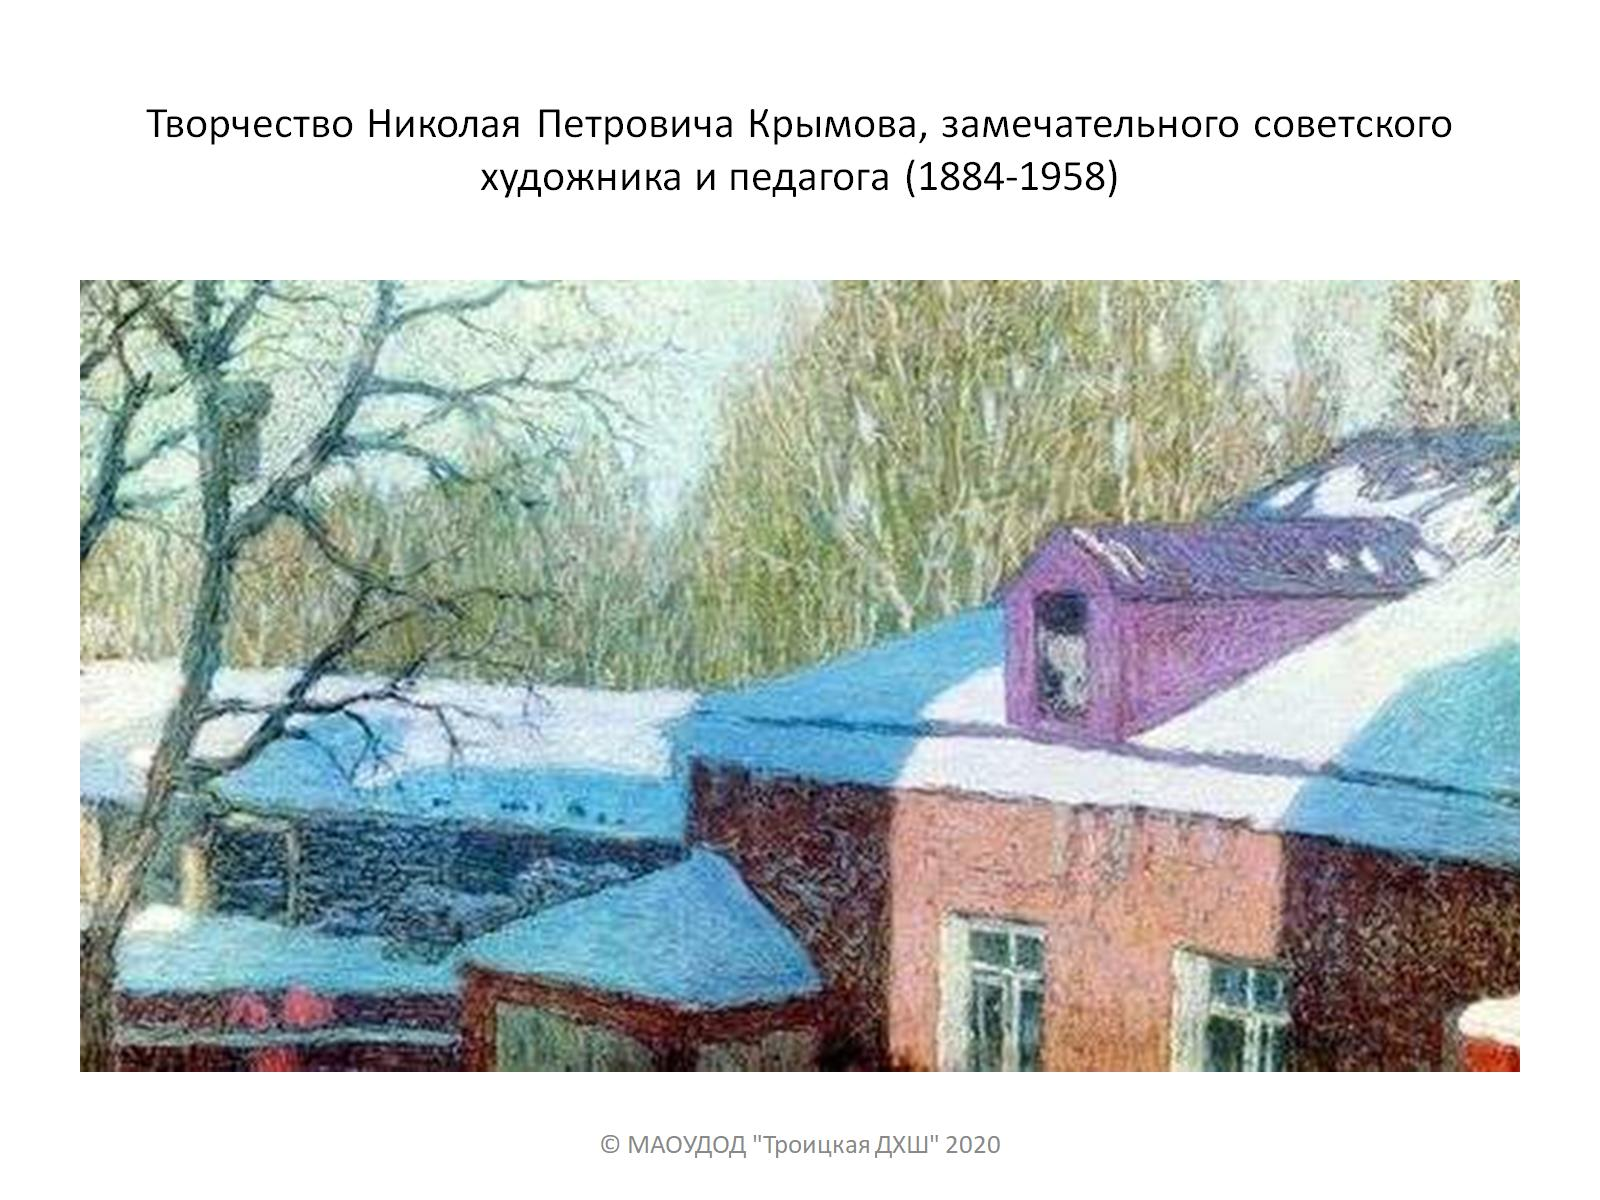 Творчество Николая Петровича Крымова, замечательного советского
художника и педагога (1884-1958)
© МАОУДОД "Троицкая ДХШ" 2020